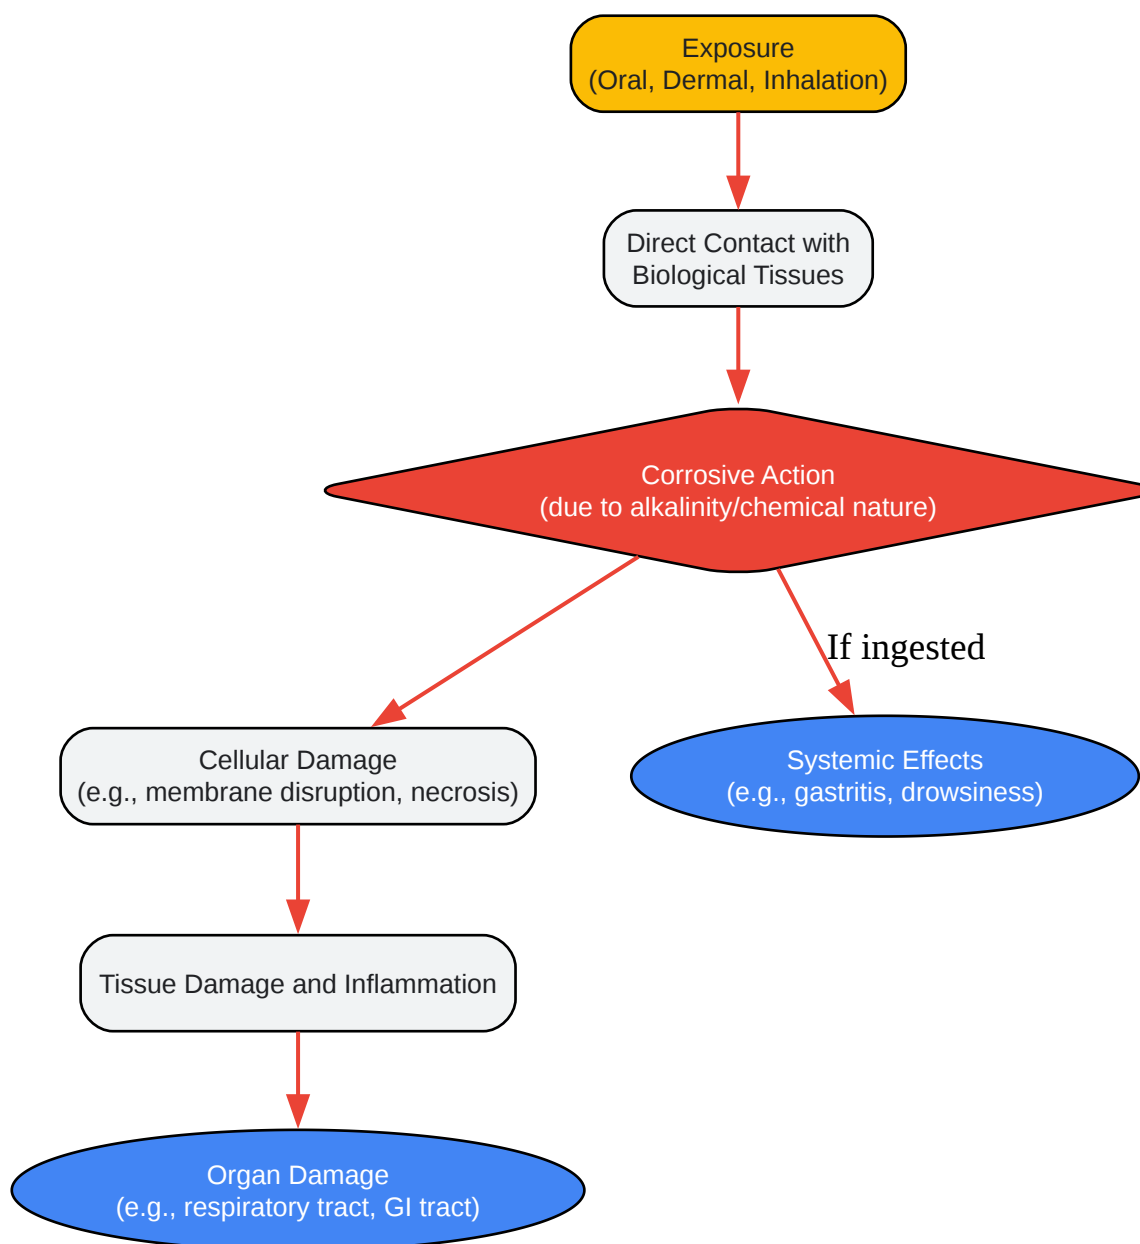 Exposure
(Oral, Dermal, Inhalation)
Direct Contact with
Biological Tissues
Corrosive Action
(due to alkalinity/chemical nature)
If ingested
Cellular Damage
(e.g., membrane disruption, necrosis)
Systemic Effects
(e.g., gastritis, drowsiness)
Tissue Damage and Inflammation
Organ Damage
(e.g., respiratory tract, GI tract)